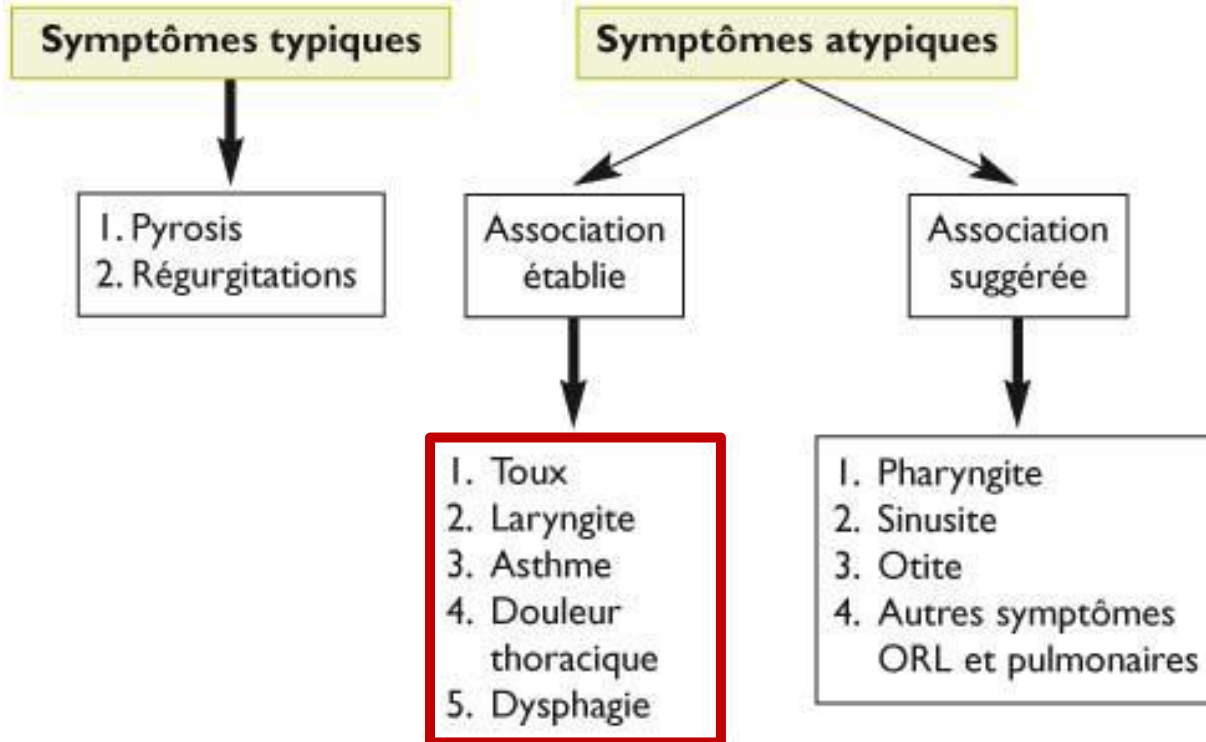 Symptômes typiques
Symptômes atypiques
1. Pyrosis
2. Régurgitations
Association
établie
Association
suggérée
1. Toux
2. Laryngite
3. Asthme
4. Douleur
thoracique
5. Dysphagie
1. Pharyngite
2. Sinusite
3. Otite
4. Autres symptômes
ORL et pulmonaires